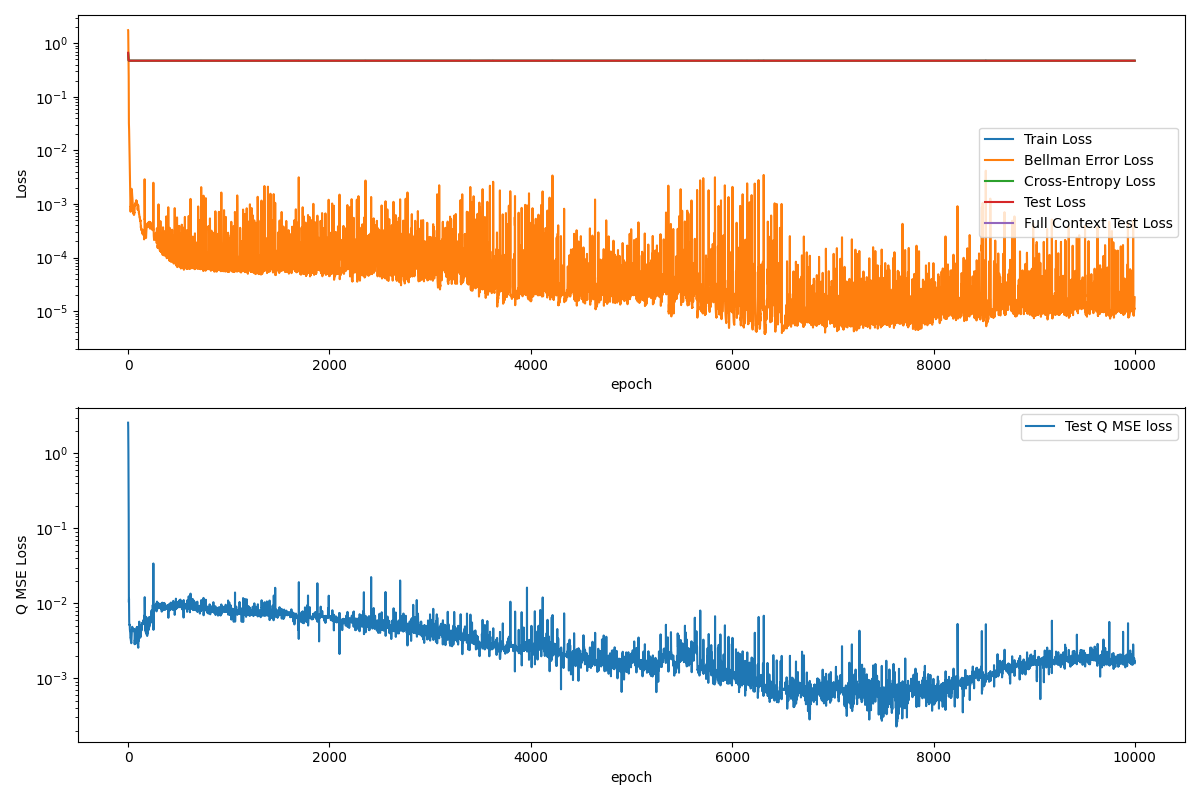 10⁰
10⁻¹
10⁻²
10⁻³
10⁻⁴
10⁻⁵
Loss
Train Loss
Bellman Error Loss
Cross-Entropy Loss
Test Loss
Full Context Test Loss
0 2000 4000 6000 8000 10000
epoch
Test Q MSE loss
10⁰
10⁻¹
10⁻²
10⁻³
Q MSE Loss
0 2000 4000 6000 8000 10000
epoch